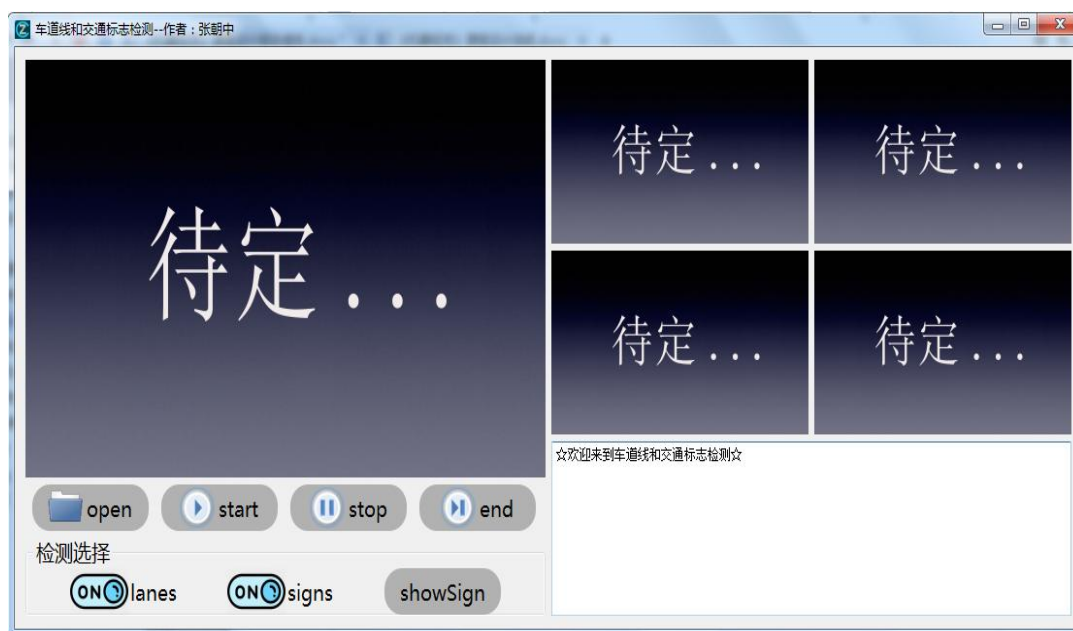 车道线和交通标志检测--作者：张朝中
待定...
待定...
待定...
待定...
待定...
☆欢迎来到车道线和交通标志检测☆
open
start
stop
end
检测选择
ON
lanes
ON
signs
showSign